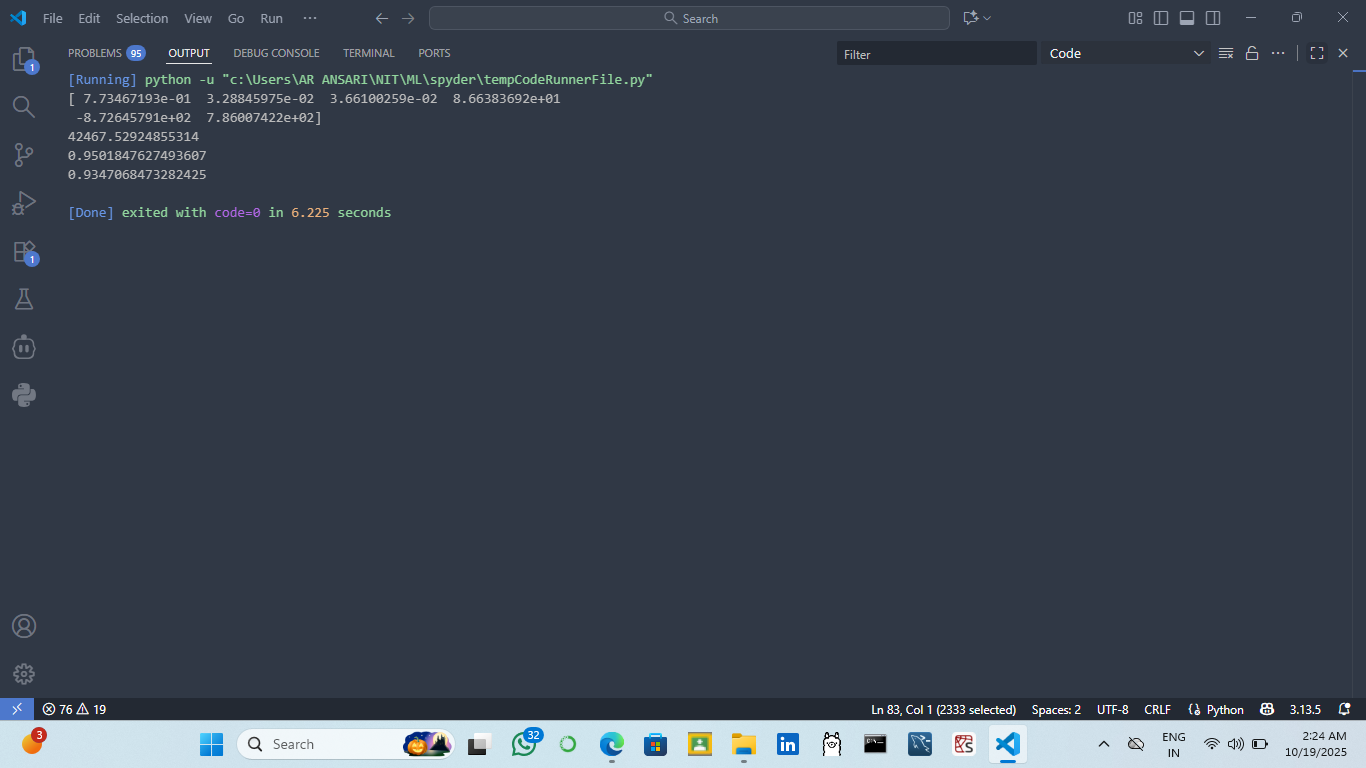 File Edit Selection View Go Run ··· Search
PROBLEMS 95 OUTPUT DEBUG CONSOLE TERMINAL PORTS Filter Code
[Running] python -u "c:\Users\AR ANSARI\NIT\ML\spyder\tempCodeRunnerFile.py"
[ 7.73467193e-01  3.28845975e-02  3.66100259e-02  8.66383692e+01
 -8.72645791e+02  7.86007422e+02]
42467.52924855314
0.9501847627493607
0.9347068473282425
[Done] exited with code=0 in 6.225 seconds
1
1
76 19 Ln 83, Col 1 (2333 selected) Spaces: 2 UTF-8 CRLF Python 3.13.5
3 Search 32 ENG IN 2:24 AM
10/19/2025